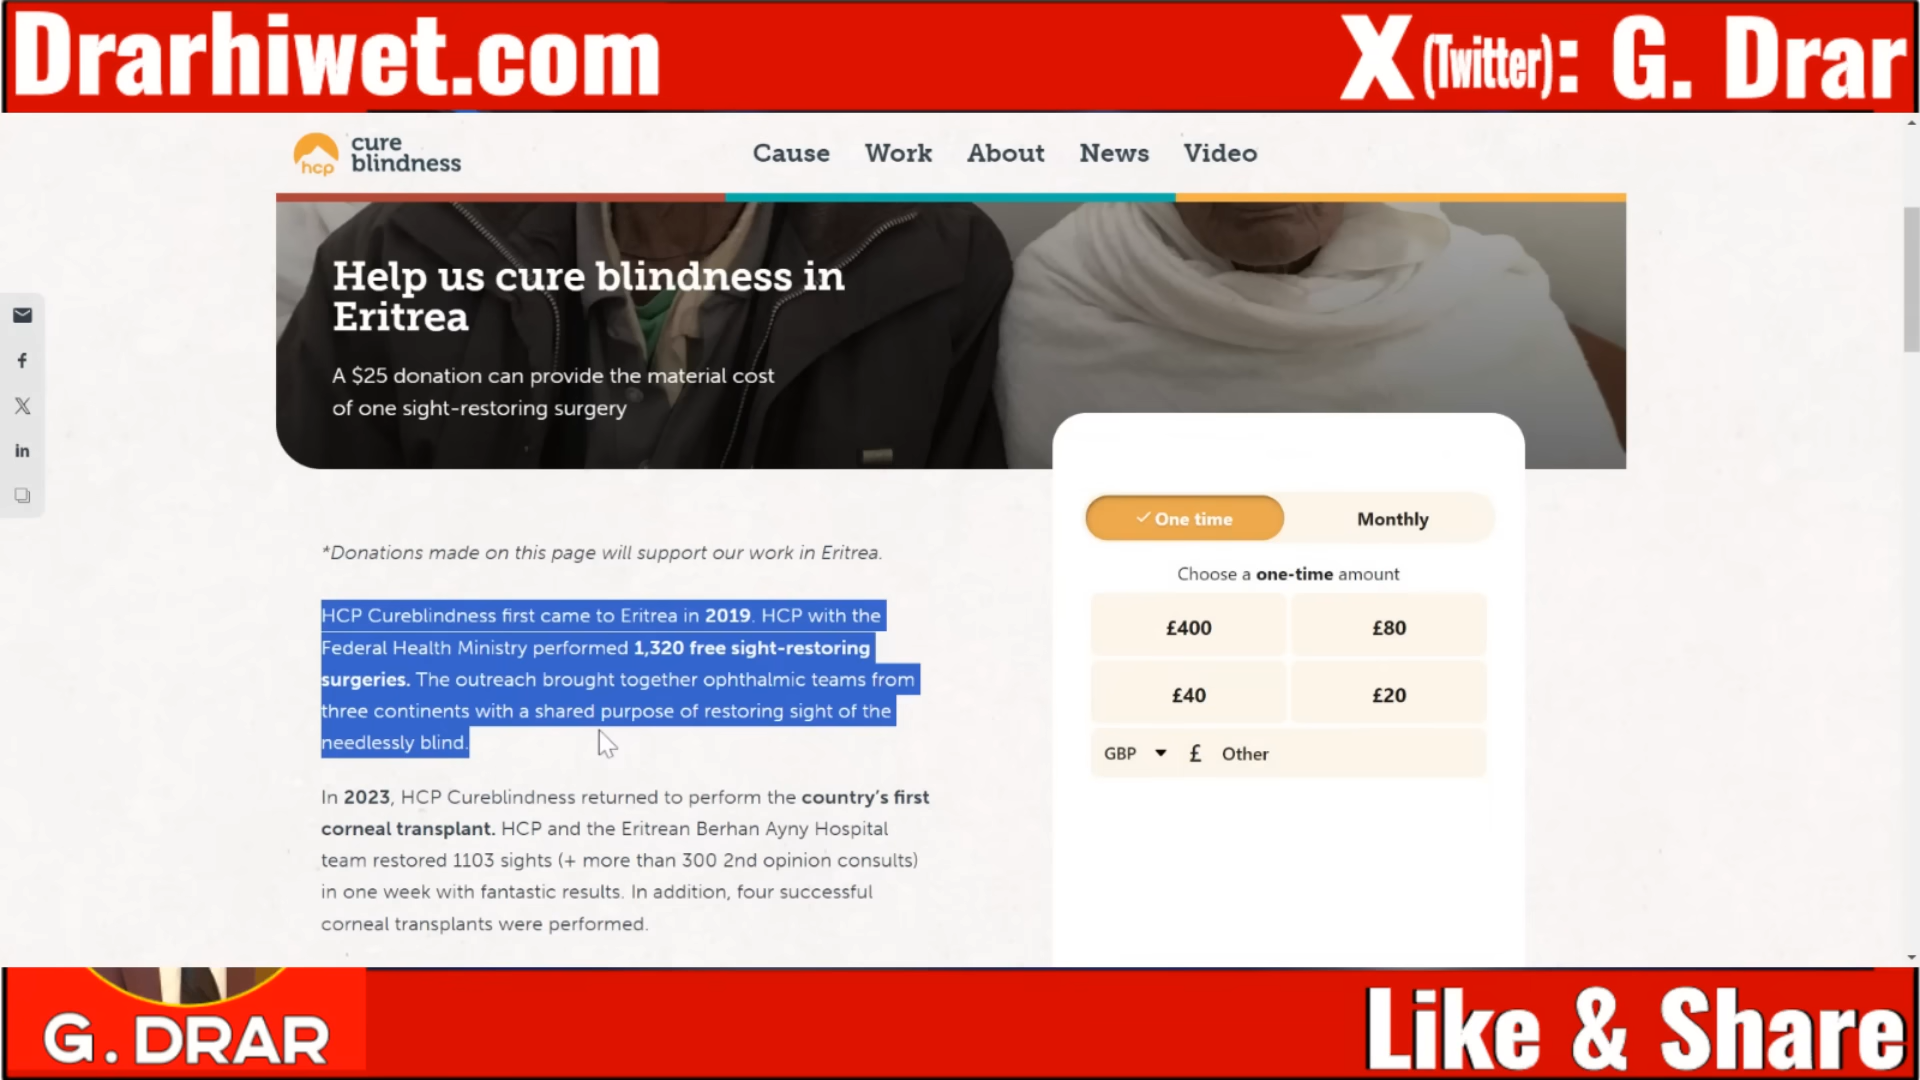 Drarhiwet.com
X (Twitter): G. Drar
hcp
cure
blindness
Cause Work About News Video
Help us cure blindness in
Eritrea
A $25 donation can provide the material cost
of one sight-restoring surgery
One time
Monthly
Choose a one-time amount
£400
£80
£40
£20
GBP £ Other
*Donations made on this page will support our work in Eritrea.
HCP Cureblindness first came to Eritrea in 2019. HCP with the
Federal Health Ministry performed 1,320 free sight-restoring
surgeries. The outreach brought together ophthalmic teams from
three continents with a shared purpose of restoring sight of the
needlessly blind.
In 2023, HCP Cureblindness returned to perform the country's first
corneal transplant. HCP and the Eritrean Berhan Ayny Hospital
team restored 1103 sights (+ more than 300 2nd opinion consults)
in one week with fantastic results. In addition, four successful
corneal transplants were performed.
G. DRAR
Like & Share